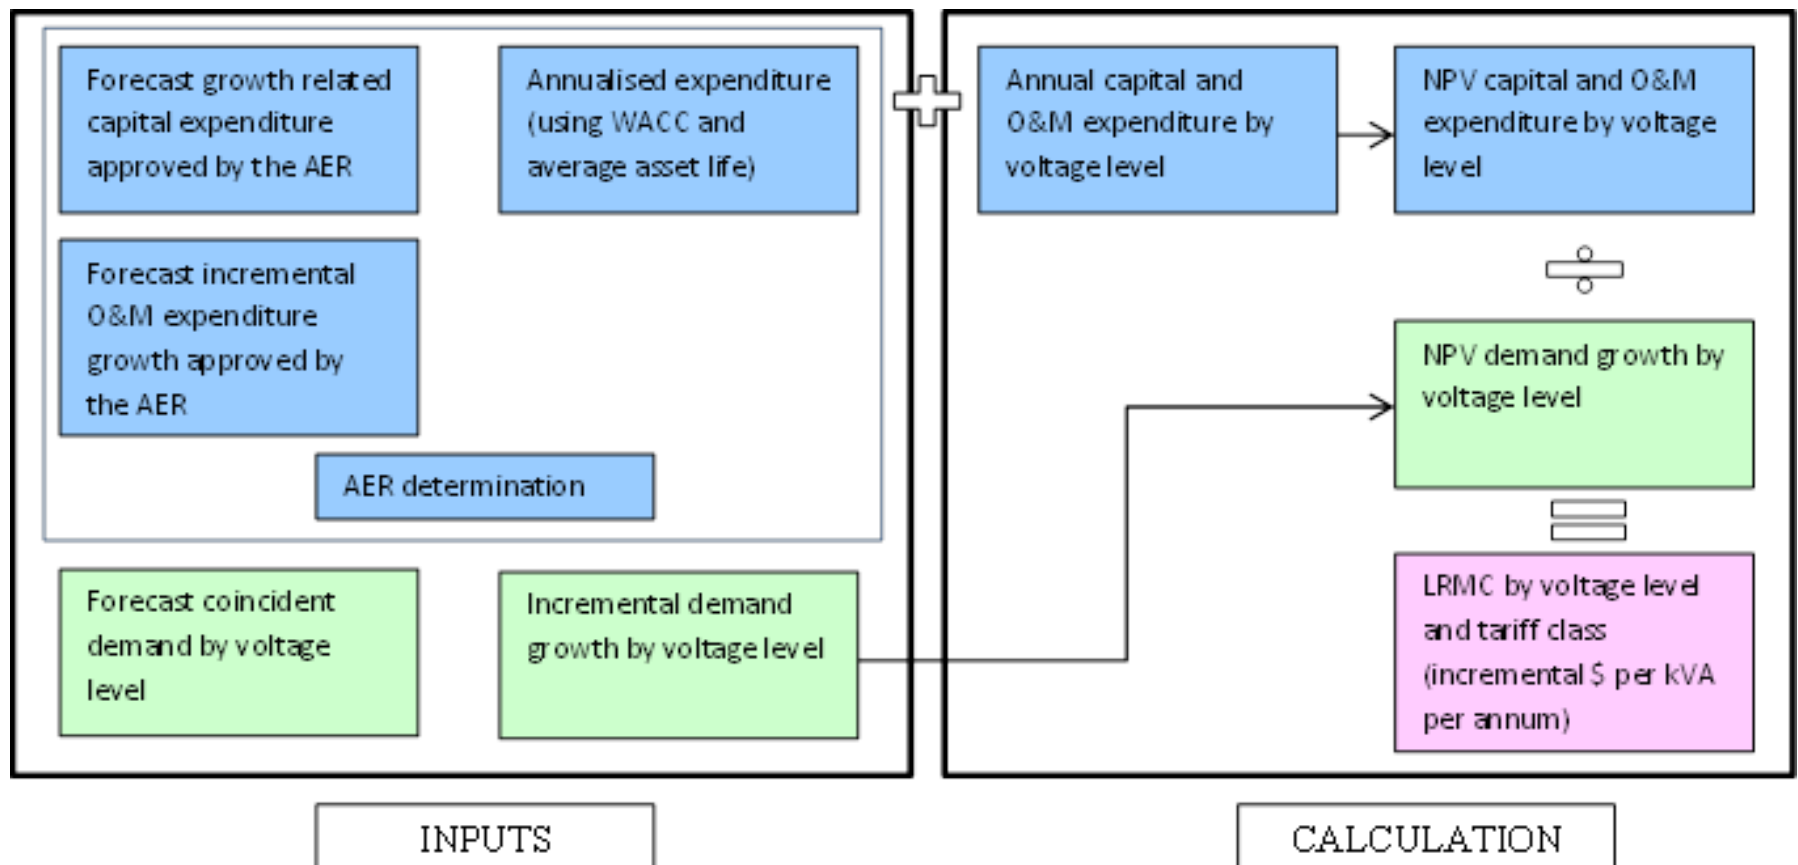 Forecast growth related
capital expenditure
approved by the AER
Annualised expenditure
(using WACC and
average asset life)
Forecast incremental
O&M expenditure
growth approved by
the AER
AER determination
Forecast coincident
demand by voltage
level
Incremental demand
growth by voltage level
INPUTS
Annual capital and
O&M expenditure by
voltage level
NPV capital and O&M
expenditure by voltage
level
NPV demand growth by
voltage level
LRMC by voltage level
and tariff class
(incremental $ per kVA
per annum)
CALCULATION